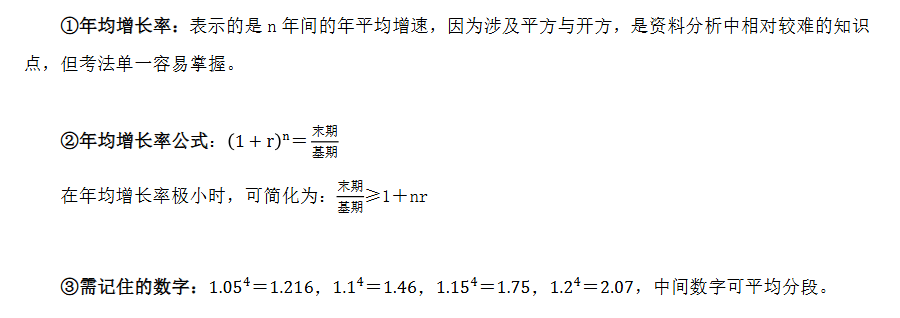 ①年均增长率：表示的是 n 年间的年平均增速，因为涉及平方与开方，是资料分析中相对较难的知识
点，但考法单一容易掌握。
②年均增长率公式：(1 + r)ⁿ＝末期/基期
在年均增长率极小时，可简化为：末期/基期≥1＋nr
③需记住的数字：1.05⁴＝1.216，1.1⁴＝1.46，1.15⁴＝1.75，1.2⁴＝2.07，中间数字可平均分段。